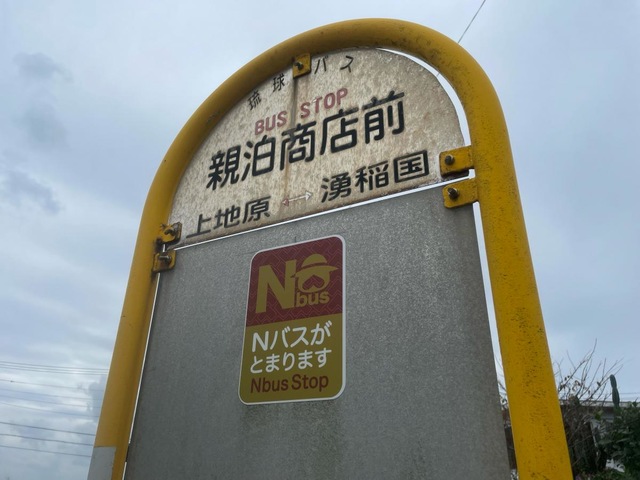 琉球バス
BUS STOP
親泊商店前
上地原 ↔ 湧稲国
N bus
Nバスが
とまります
Nbus Stop